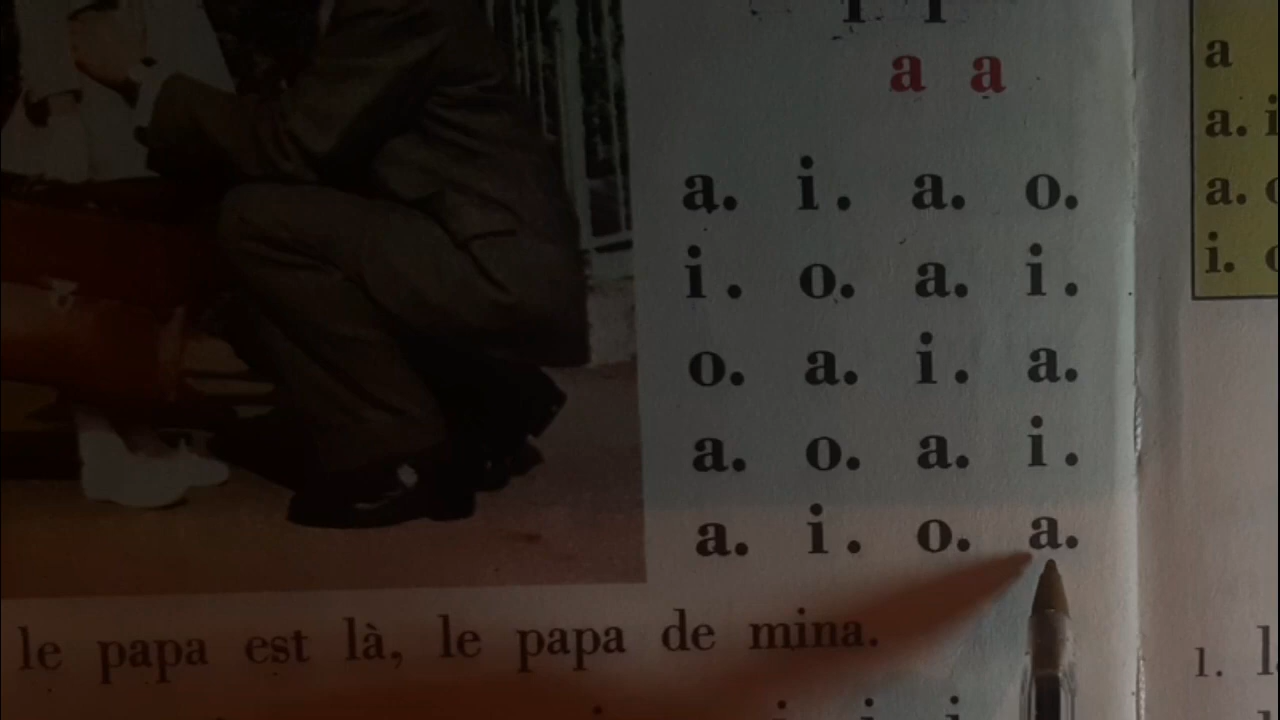 a a
a. i. a. o.
i. o. a. i.
o. a. i. a.
a. o. a. i.
a. i. o. a.
le papa est là, le papa de mina.
a
a. i
a.
i.
1.